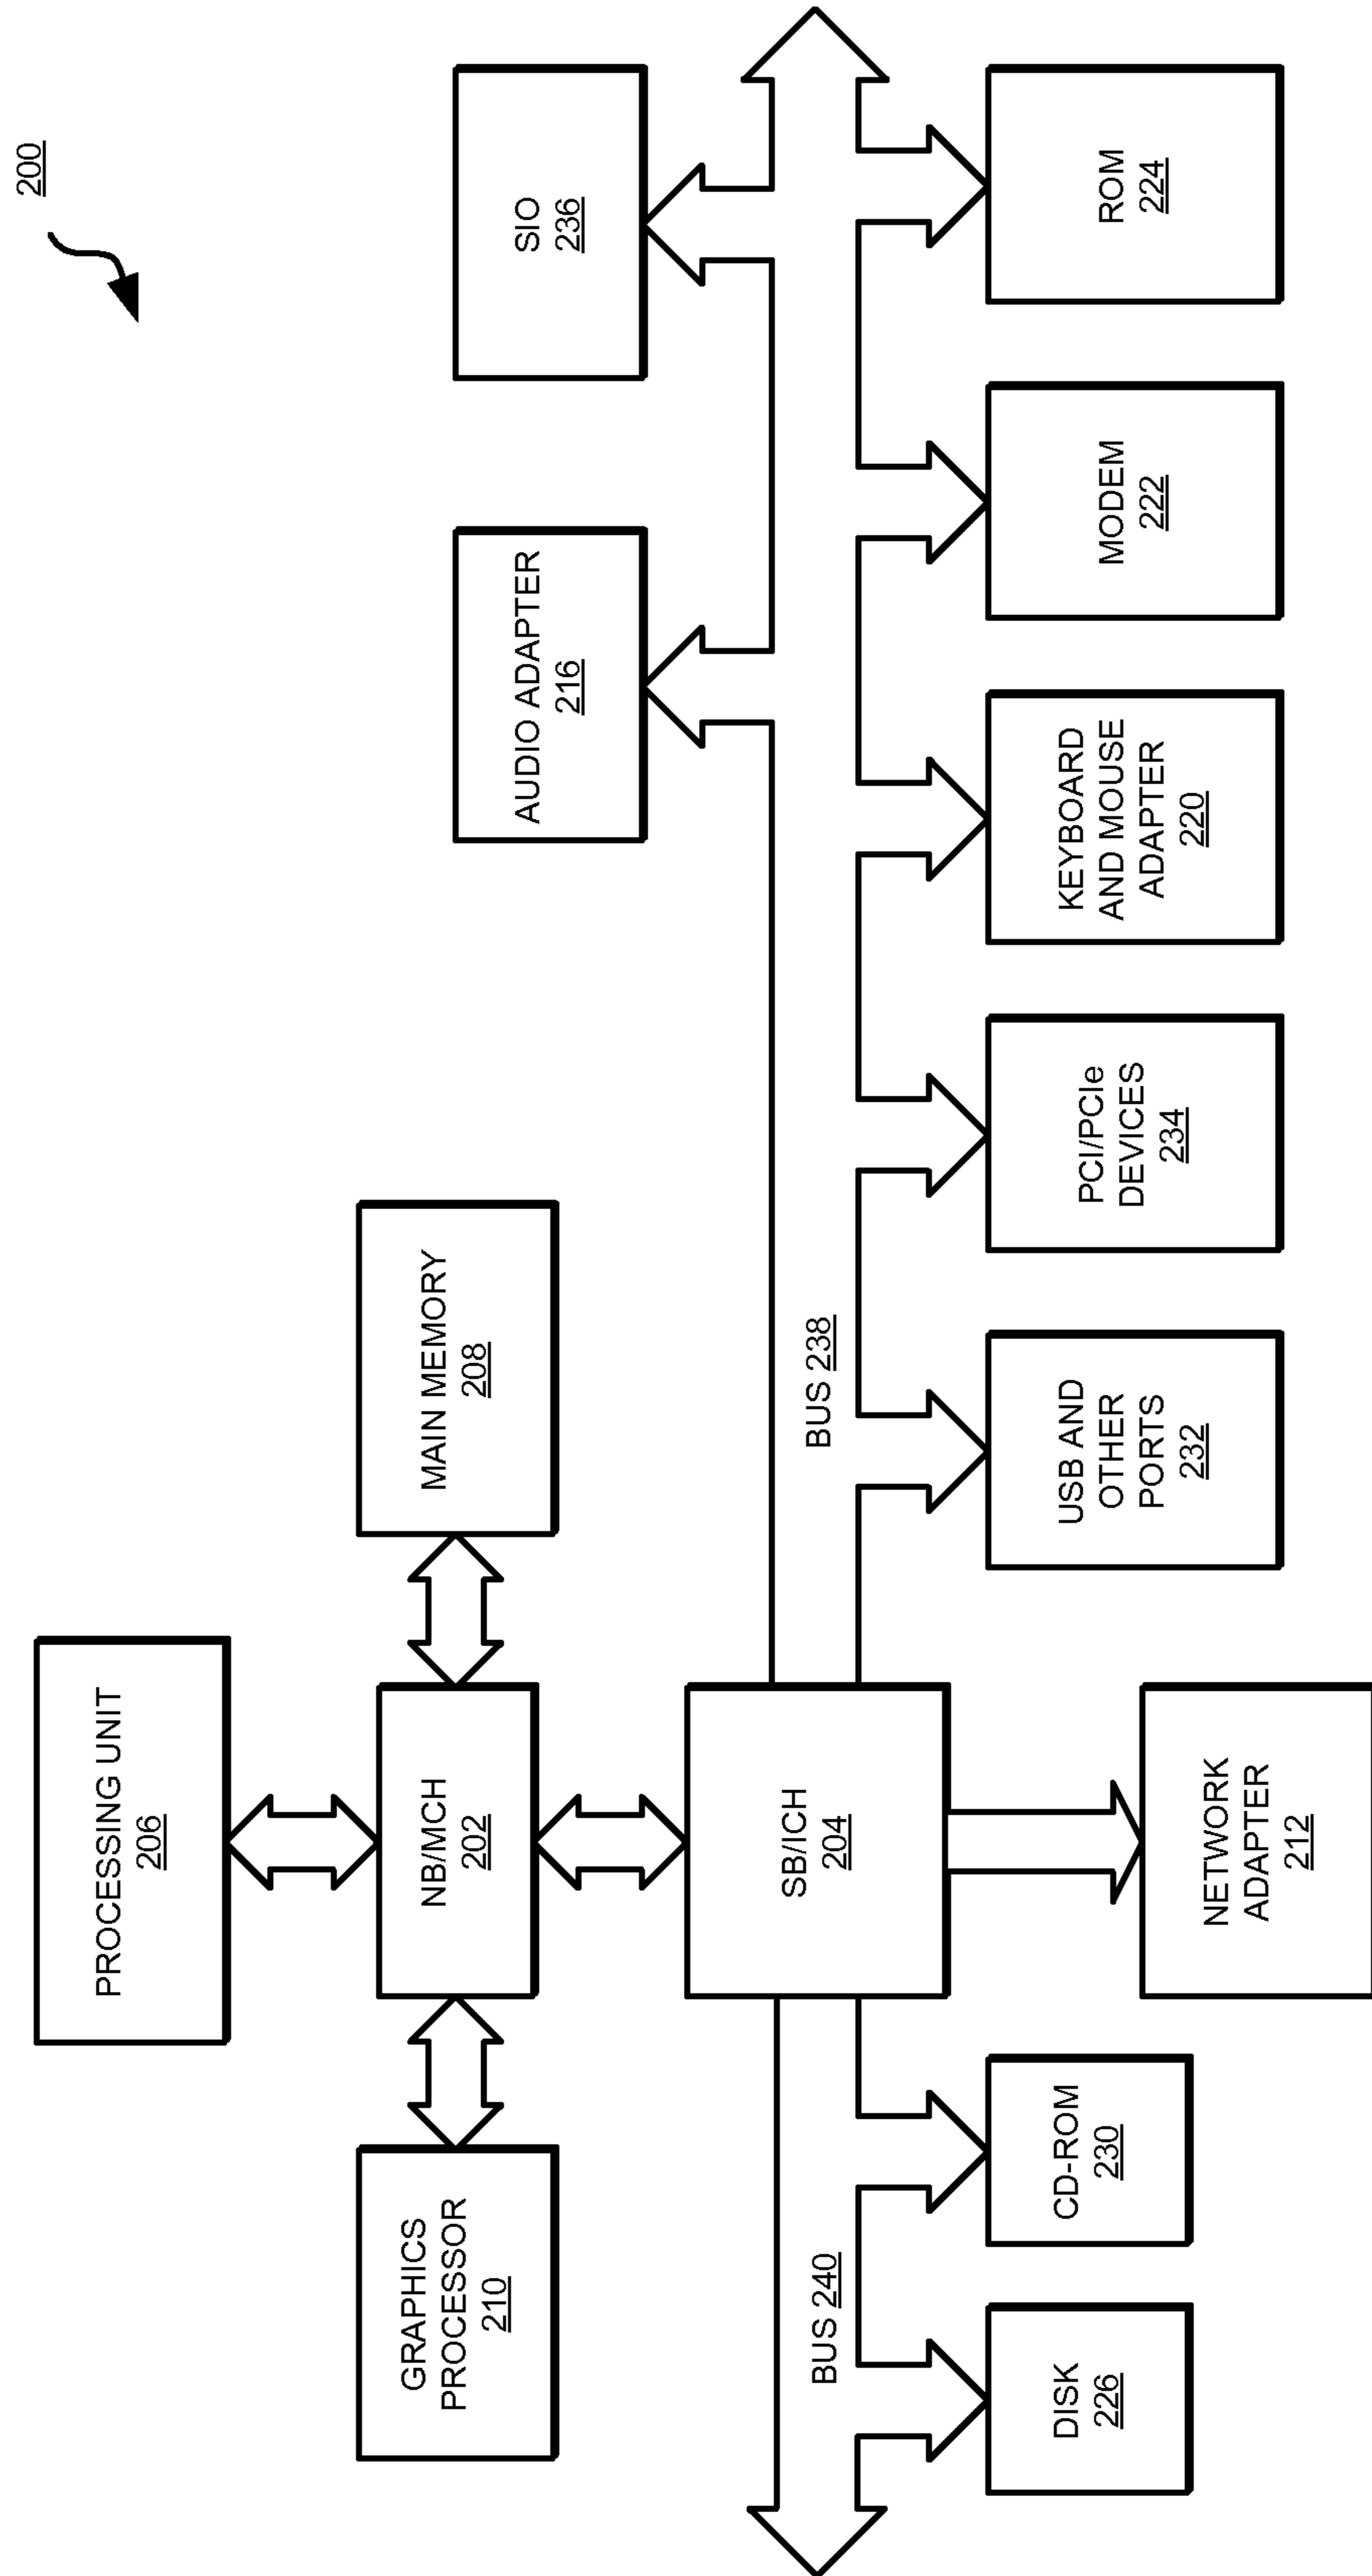 200
PROCESSING UNIT
206
GRAPHICS
PROCESSOR
210
NB/MCH
202
MAIN MEMORY
208
AUDIO ADAPTER
216
SIO
236
SB/ICH
204
BUS 240
BUS 238
DISK
226
CD-ROM
230
USB AND
OTHER
PORTS
232
PCI/PCIe
DEVICES
234
KEYBOARD
AND MOUSE
ADAPTER
220
MODEM
222
ROM
224
NETWORK
ADAPTER
212